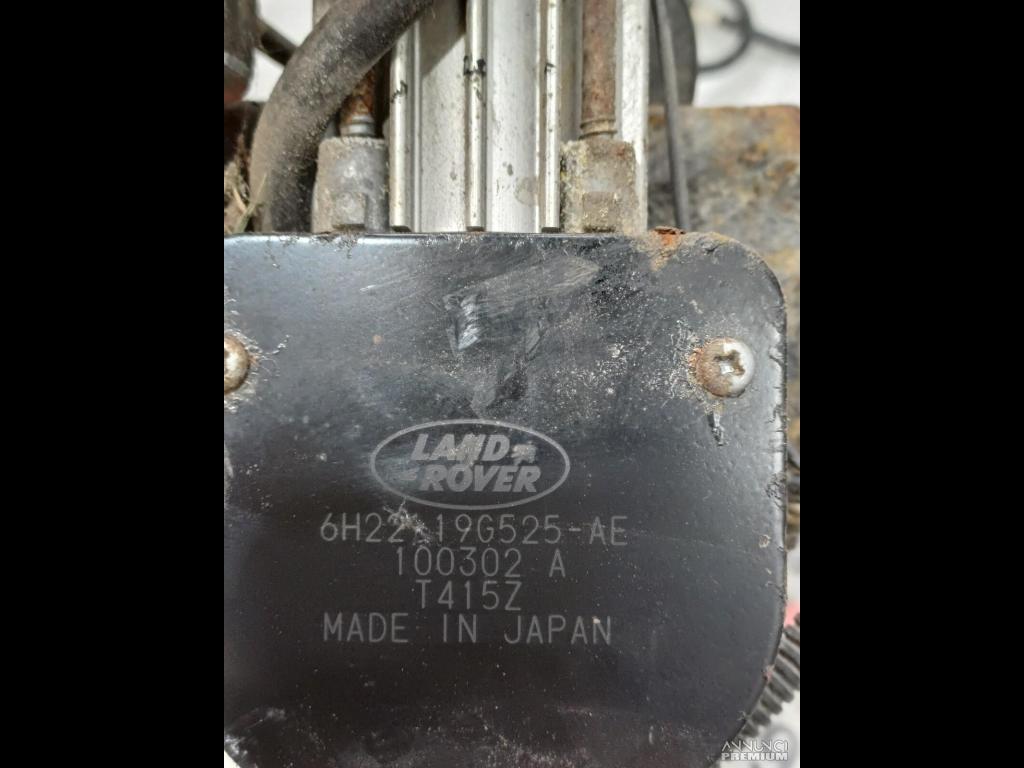 LAND
ROVER
6H22-19G525-AE
100302 A
T415Z
MADE IN JAPAN
ANNUNCI
PREMIUM